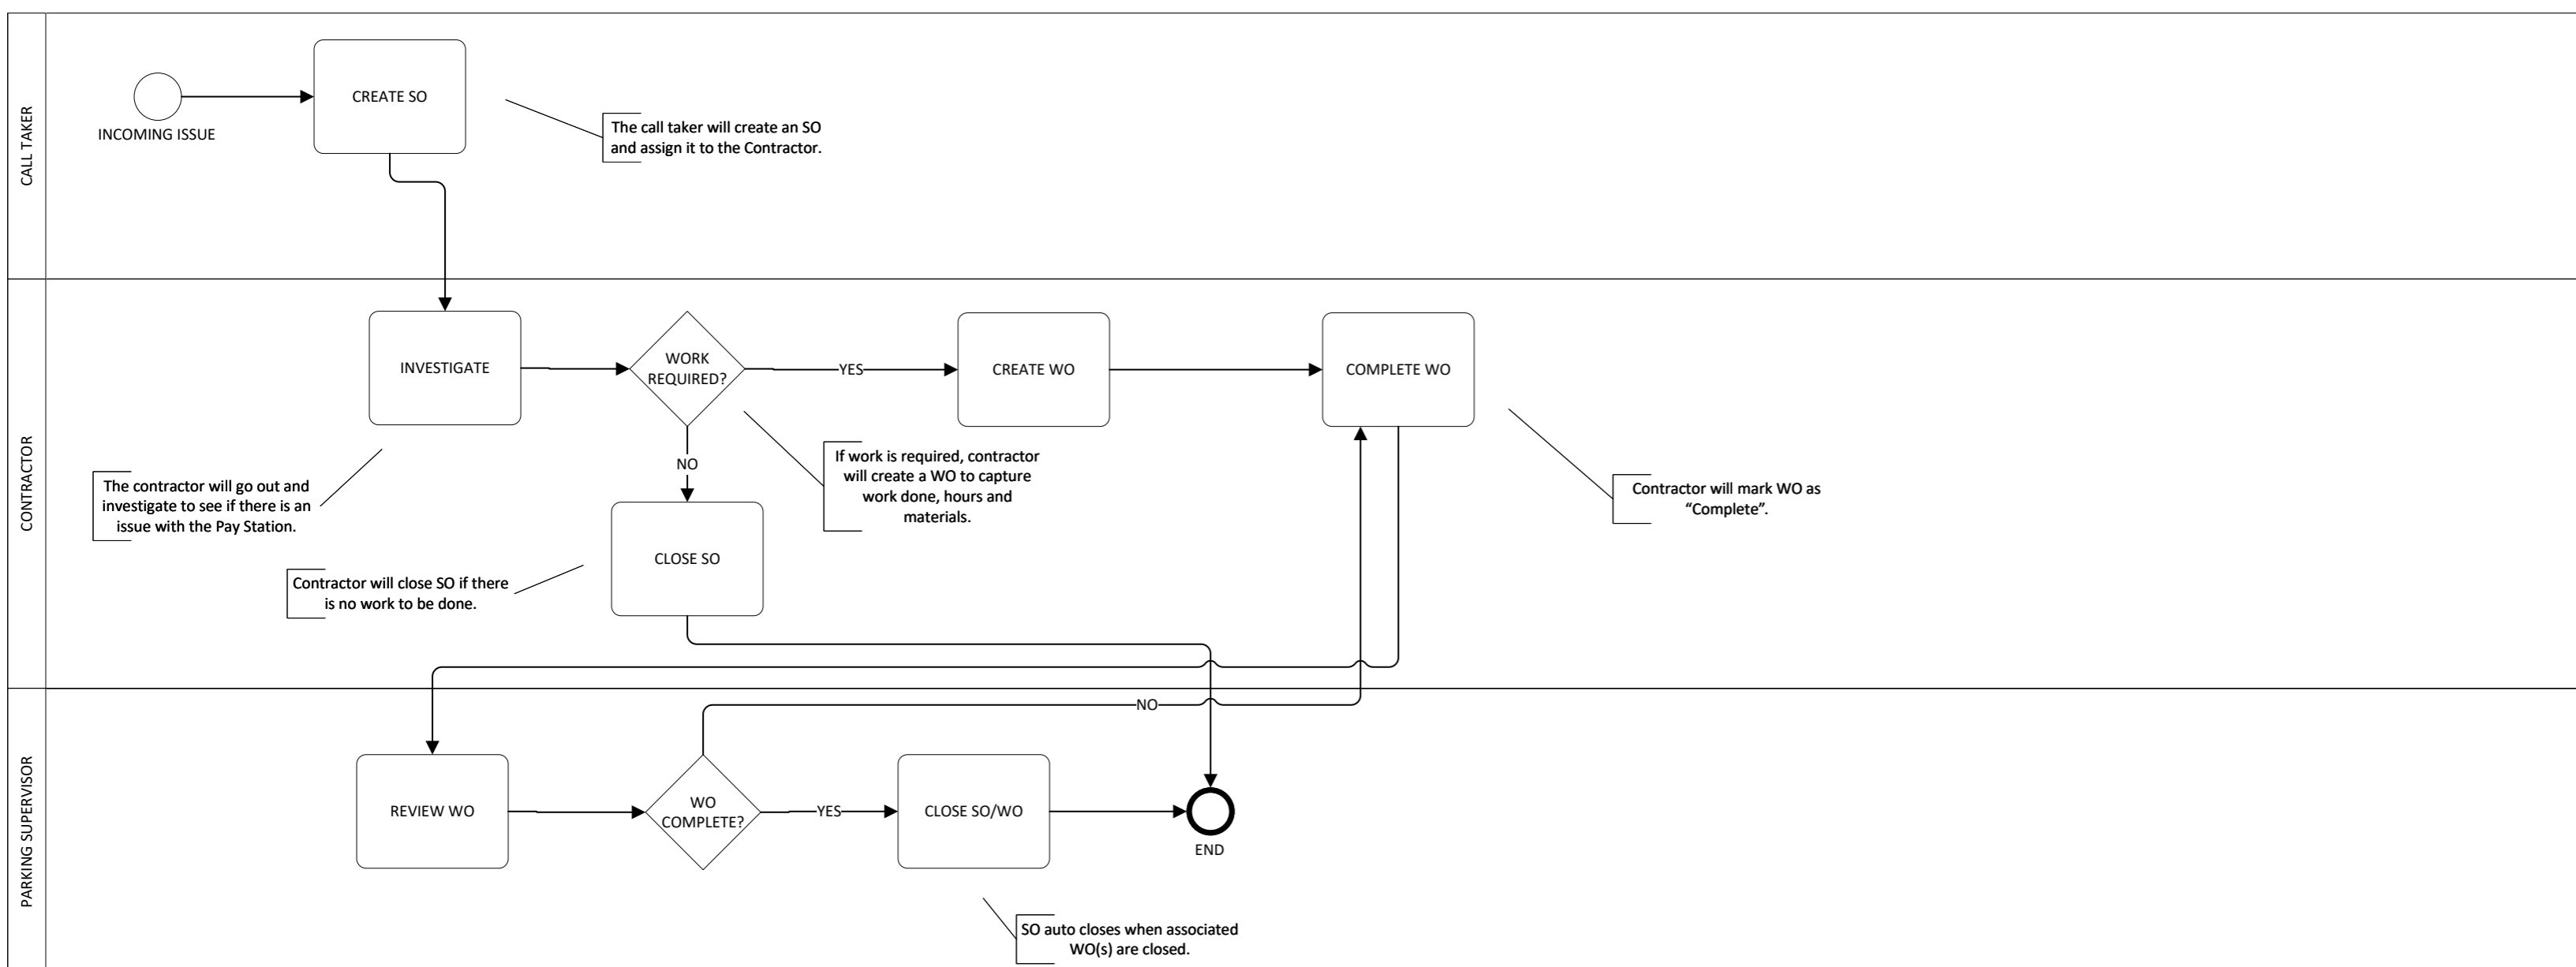 CALL TAKER
INCOMING ISSUE
CREATE SO
The call taker will create an SO
and assign it to the Contractor.
CONTRACTOR
INVESTIGATE
WORK
REQUIRED?
YES
CREATE WO
COMPLETE WO
NO
The contractor will go out and
investigate to see if there is an
issue with the Pay Station.
If work is required, contractor
will create a WO to capture
work done, hours and
materials.
Contractor will mark WO as
“Complete”.
CLOSE SO
Contractor will close SO if there
is no work to be done.
PARKING SUPERVISOR
NO
REVIEW WO
WO
COMPLETE?
YES
CLOSE SO/WO
END
SO auto closes when associated
WO(s) are closed.